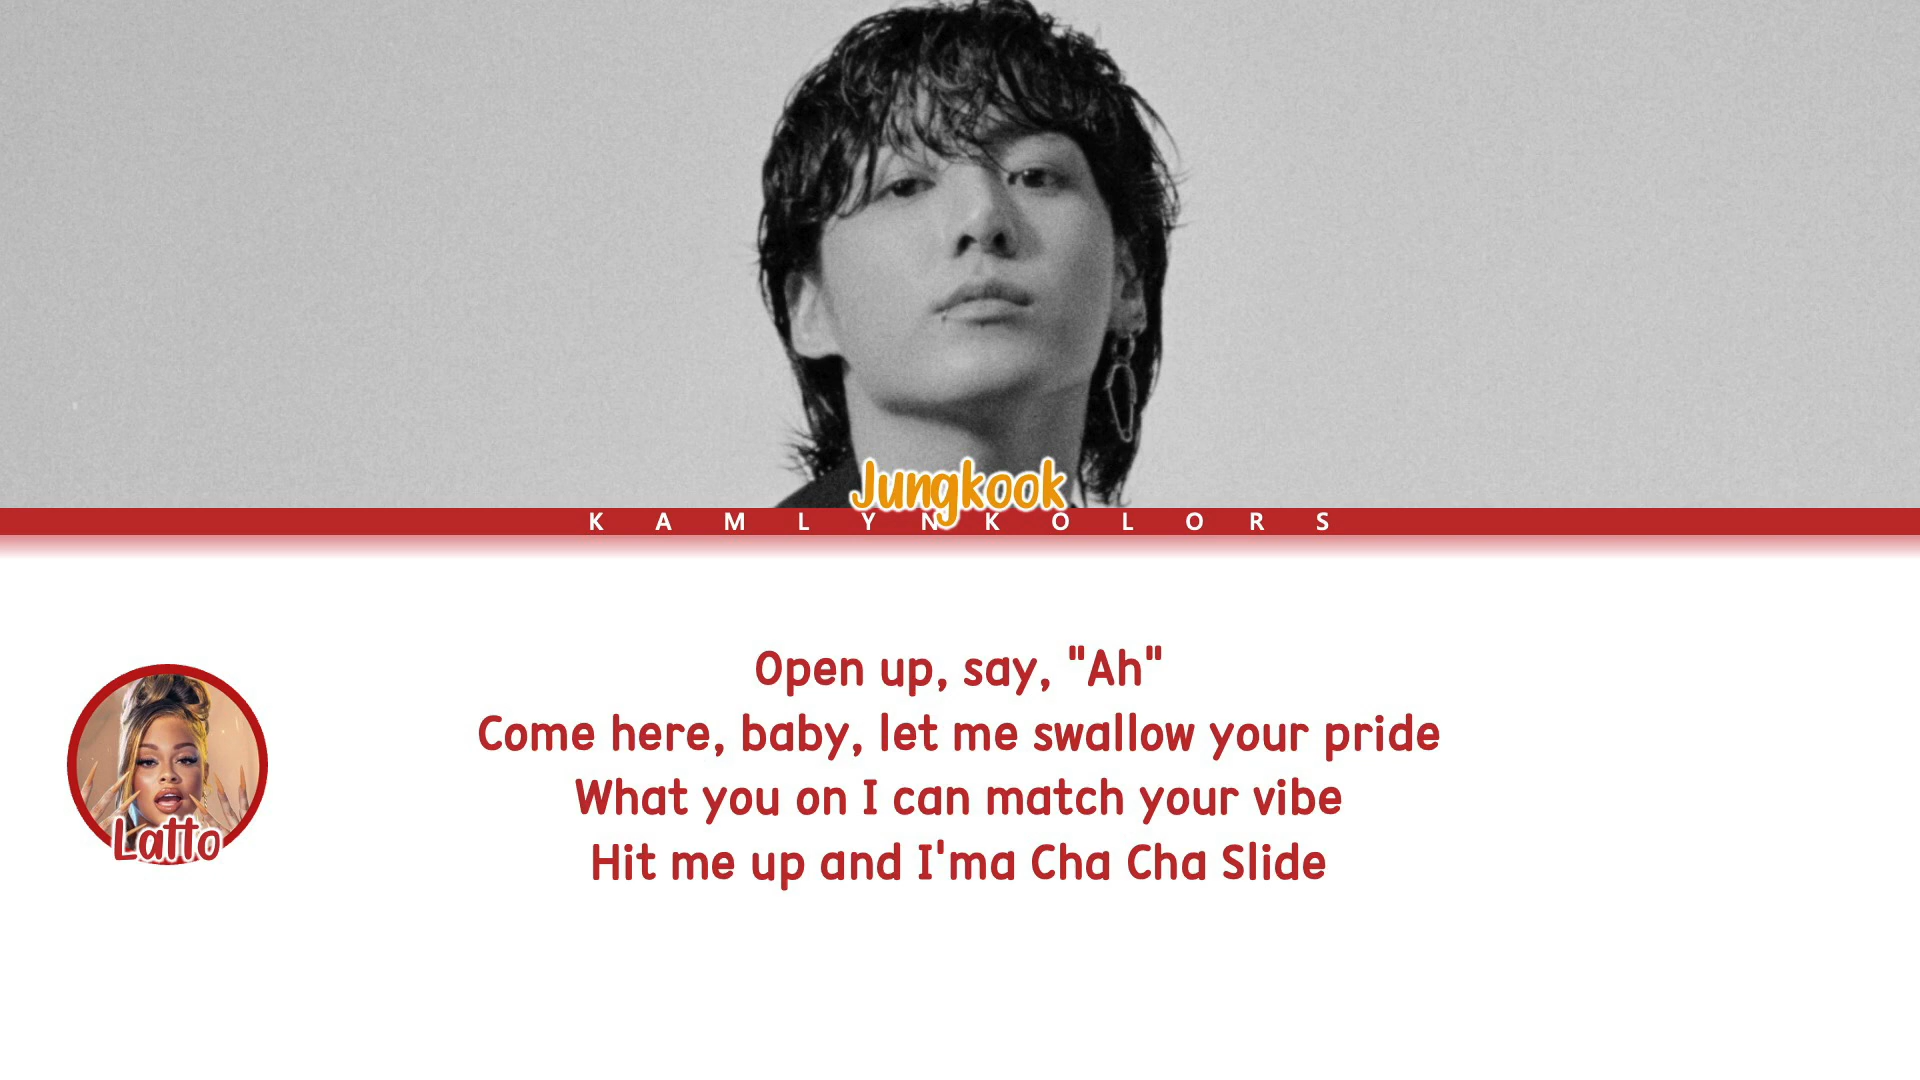 Jungkook
KAMLYNKOLORS
Open up, say, "Ah"
Come here, baby, let me swallow your pride
What you on I can match your vibe
Hit me up and I'ma Cha Cha Slide
Latto